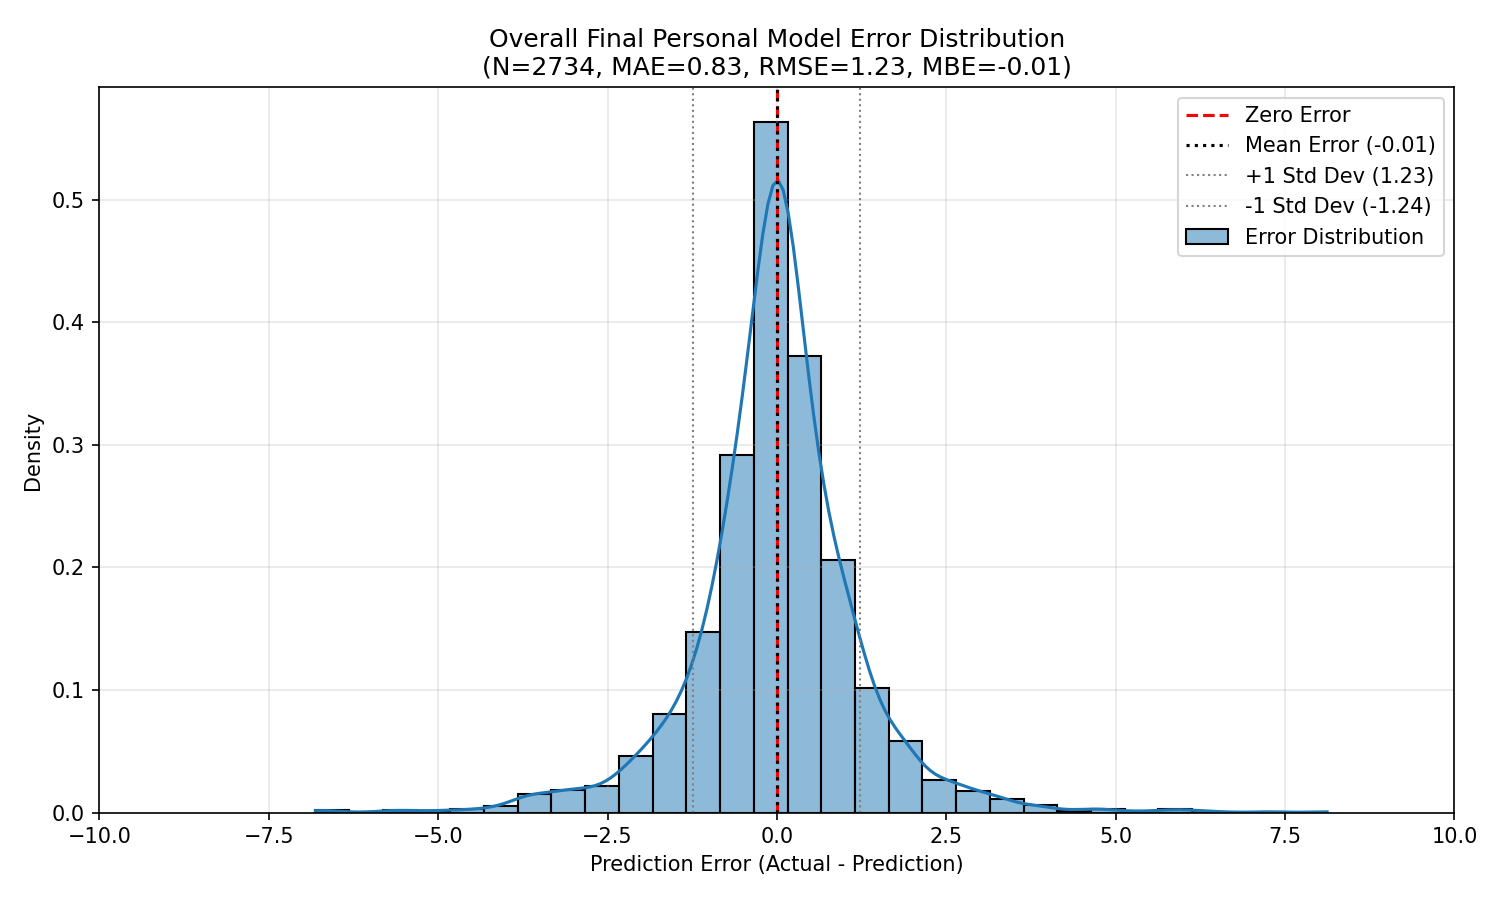 Overall Final Personal Model Error Distribution
(N=2734, MAE=0.83, RMSE=1.23, MBE=-0.01)
Zero Error
Mean Error (-0.01)
+1 Std Dev (1.23)
-1 Std Dev (-1.24)
Error Distribution
Density
0.5
0.4
0.3
0.2
0.1
0.0
−10.0 −7.5 −5.0 −2.5 0.0 2.5 5.0 7.5 10.0
Prediction Error (Actual - Prediction)